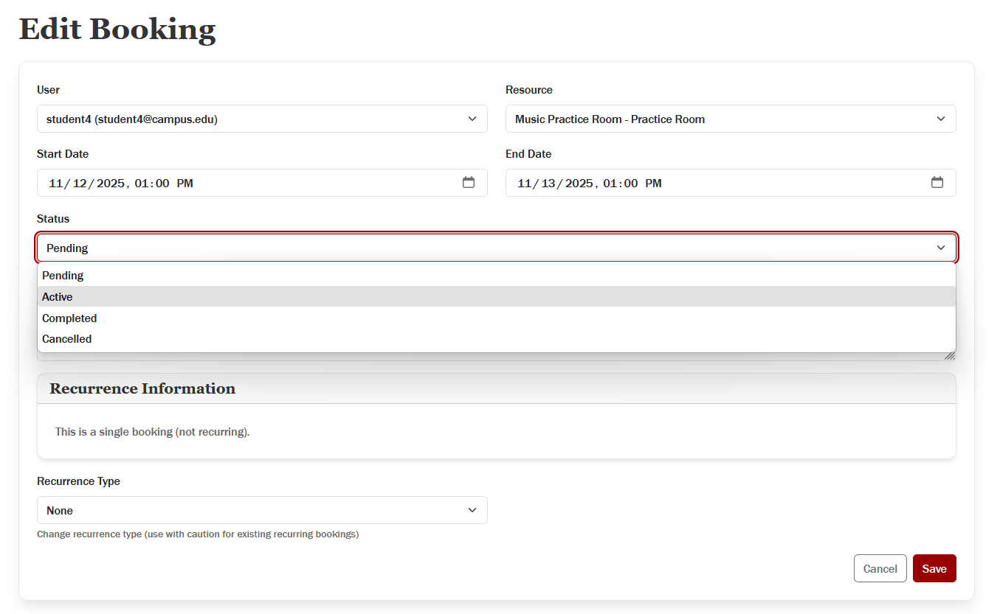 Edit Booking
User
Resource
student4 (student4@campus.edu)
Music Practice Room - Practice Room
Start Date
End Date
11/12/2025, 01:00 PM
11/13/2025, 01:00 PM
Status
Pending
Pending
Active
Completed
Cancelled
Recurrence Information
This is a single booking (not recurring).
Recurrence Type
None
Change recurrence type (use with caution for existing recurring bookings)
Cancel
Save